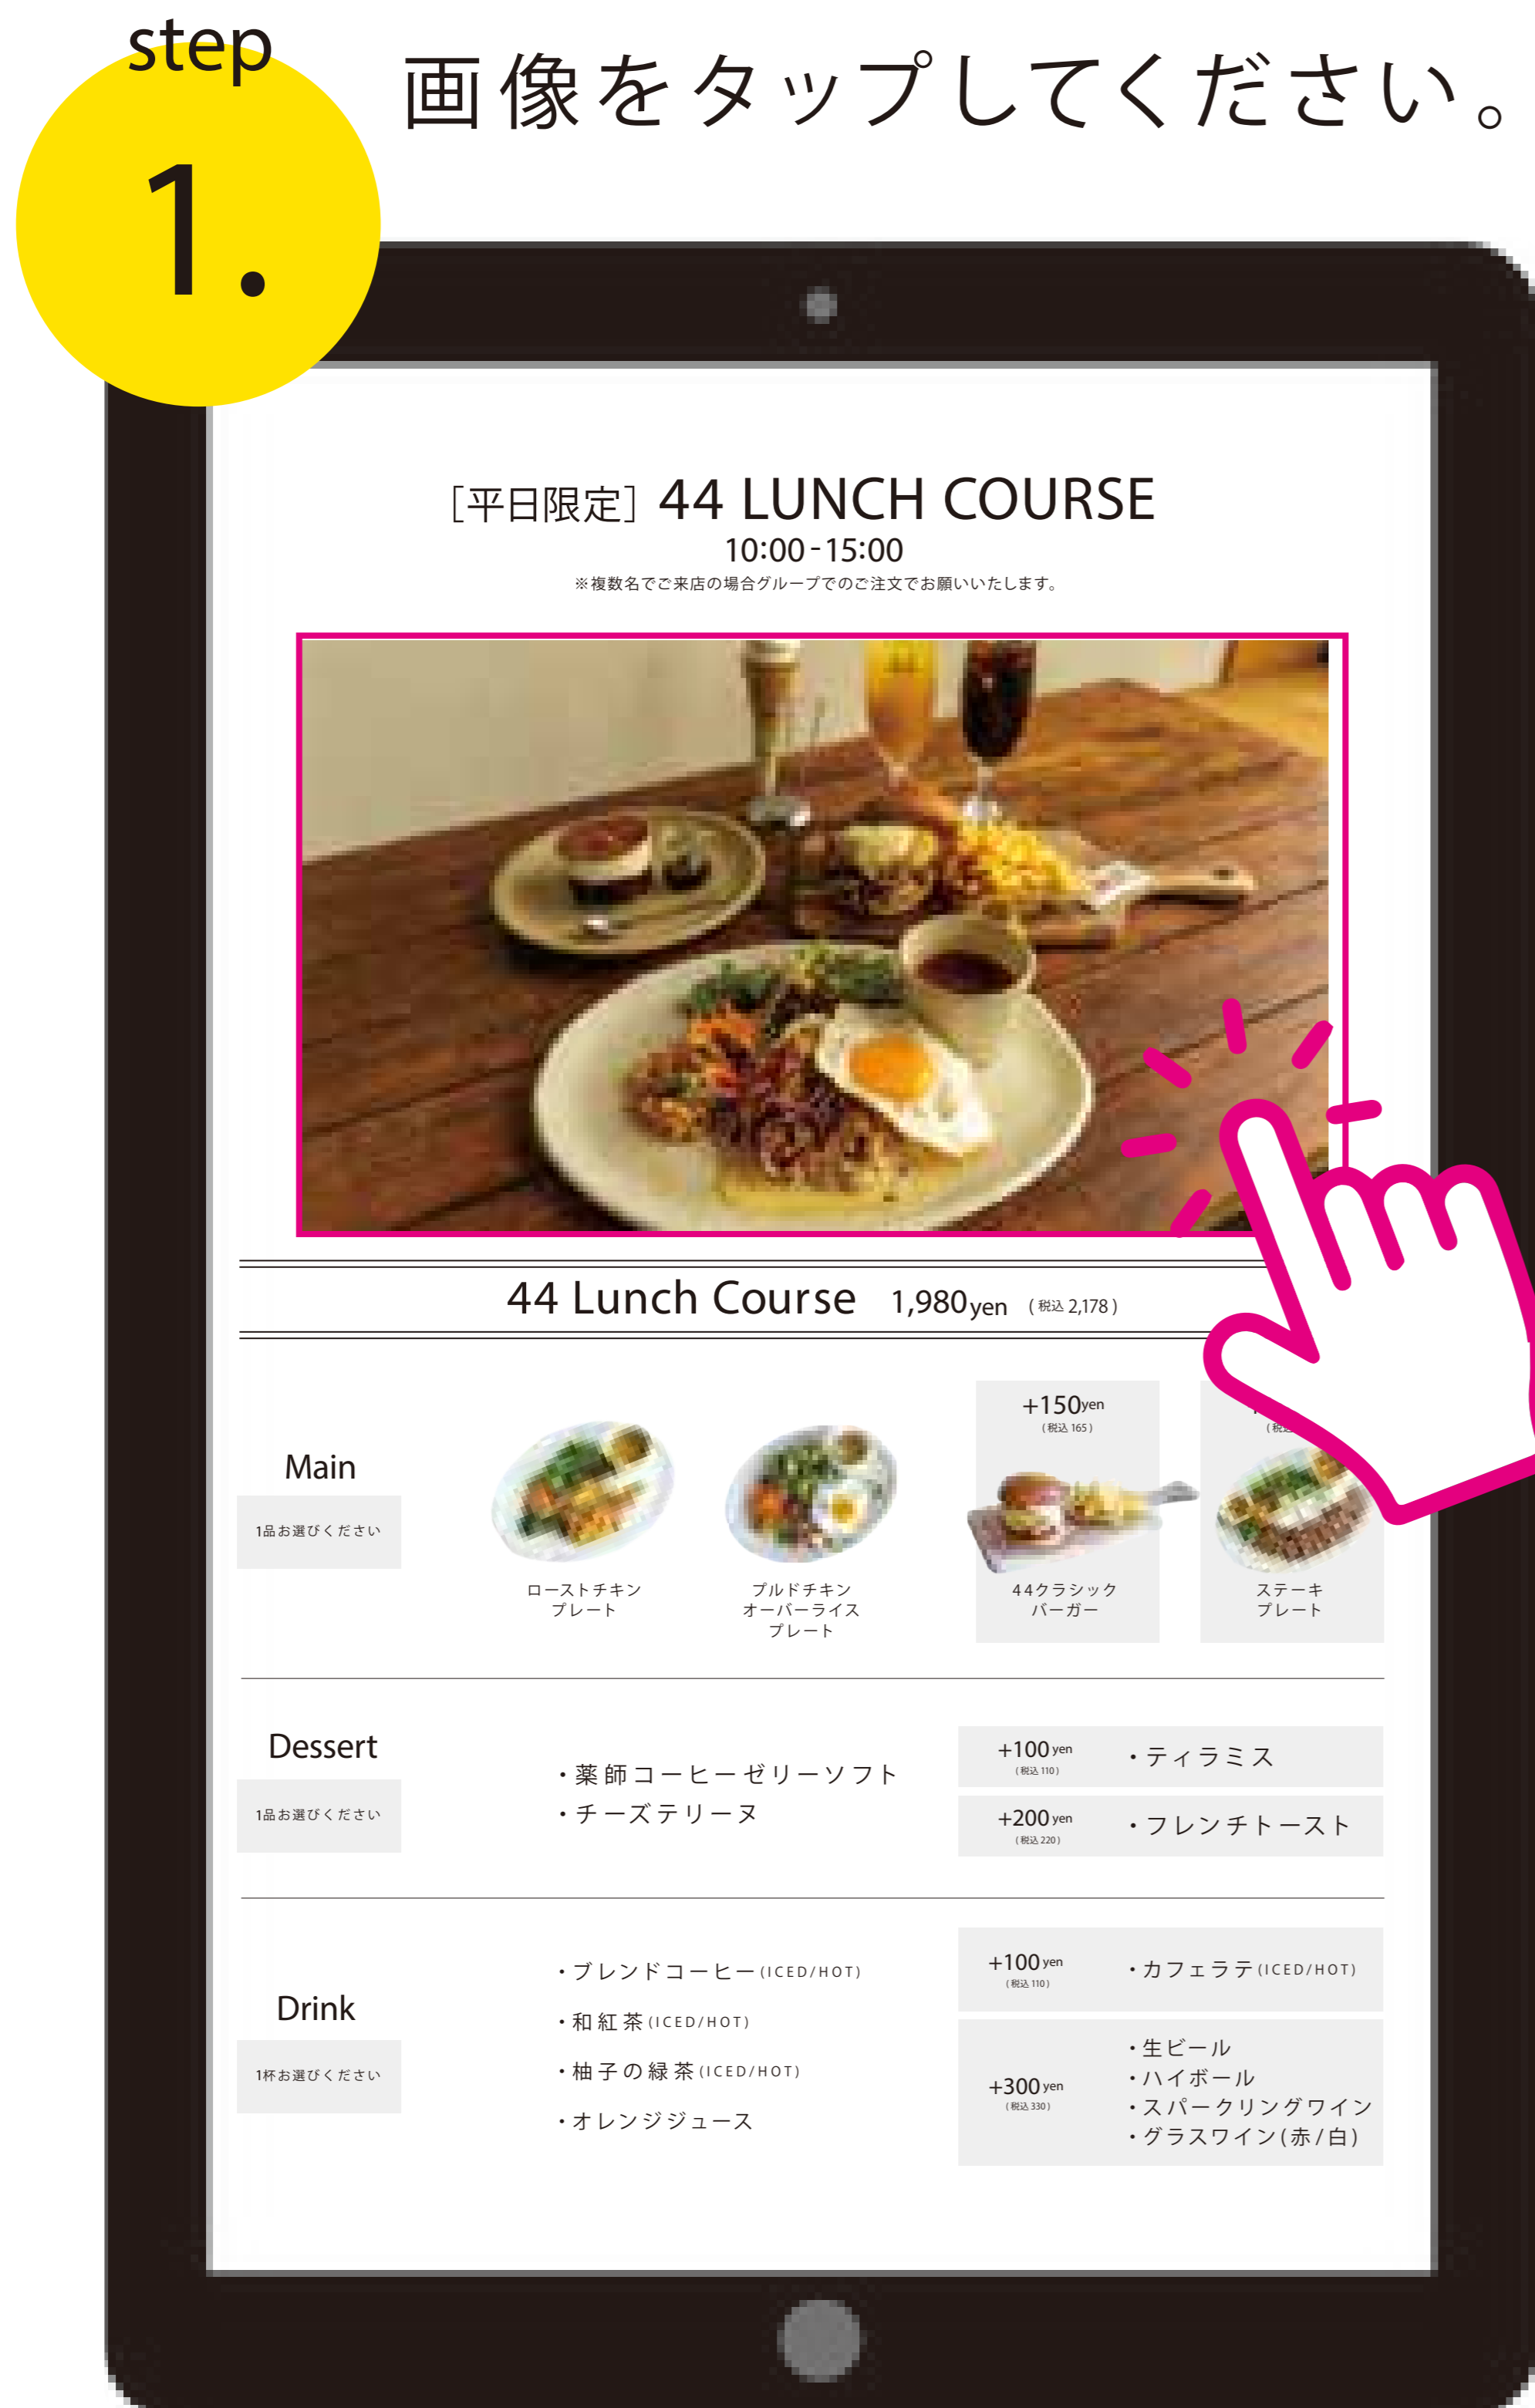 step
1.
画像をタップしてください。
[平日限定] 44 LUNCH COURSE
10:00-15:00
※複数名でご来店の場合グループでのご注文でお願いいたします。
44 Lunch Course 1,980yen (税込 2,178)
Main
1品お選びください
ローストチキン
プレート
プルドチキン
オーバーライス
プレート
+150yen
(税込 165)
44クラシック
バーガー
ステーキ
プレート
Dessert
1品お選びください
・薬師コーヒーゼリーソフト
・チーズテリーヌ
+100yen
(税込 110)
・ティラミス
+200yen
(税込 220)
・フレンチトースト
Drink
1杯お選びください
・ブレンドコーヒー(ICED/HOT)
・和紅茶(ICED/HOT)
・柚子の緑茶(ICED/HOT)
・オレンジジュース
+100yen
(税込 110)
・カフェラテ(ICED/HOT)
+300yen
(税込 330)
・生ビール
・ハイボール
・スパークリングワイン
・グラスワイン(赤/白)